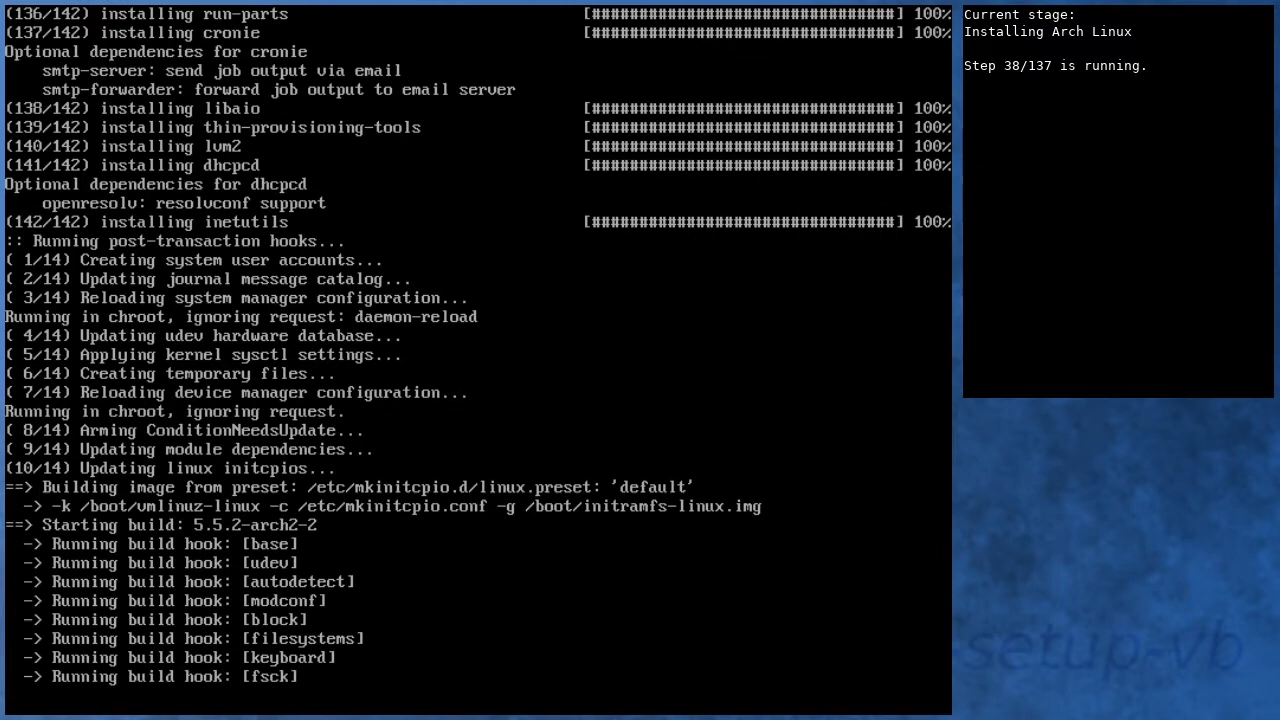 (136/142) installing run-parts [################################] 100%
(137/142) installing cronie [################################] 100%
Optional dependencies for cronie
smtp-server: send job output via email
smtp-forwarder: forward job output to email server
(138/142) installing libaio [################################] 100%
(139/142) installing thin-provisioning-tools [################################] 100%
(140/142) installing lvm2 [################################] 100%
(141/142) installing dhcpcd [################################] 100%
Optional dependencies for dhcpcd
openresolv: resolvconf support
(142/142) installing inetutils [################################] 100%
:: Running post-transaction hooks...
( 1/14) Creating system user accounts...
( 2/14) Updating journal message catalog...
( 3/14) Reloading system manager configuration...
Running in chroot, ignoring request: daemon-reload
( 4/14) Updating udev hardware database...
( 5/14) Applying kernel sysctl settings...
( 6/14) Creating temporary files...
( 7/14) Reloading device manager configuration...
Running in chroot, ignoring request.
( 8/14) Arming ConditionNeedsUpdate...
( 9/14) Updating module dependencies...
(10/14) Updating linux initcpios...
==> Building image from preset: /etc/mkinitcpio.d/linux.preset: 'default'
-> -k /boot/vmlinuz-linux -c /etc/mkinitcpio.conf -g /boot/initramfs-linux.img
==> Starting build: 5.5.2-arch2-2
-> Running build hook: [base]
-> Running build hook: [udev]
-> Running build hook: [autodetect]
-> Running build hook: [modconf]
-> Running build hook: [block]
-> Running build hook: [filesystems]
-> Running build hook: [keyboard]
-> Running build hook: [fsck]
Current stage:
Installing Arch Linux
Step 38/137 is running.
setup-vb